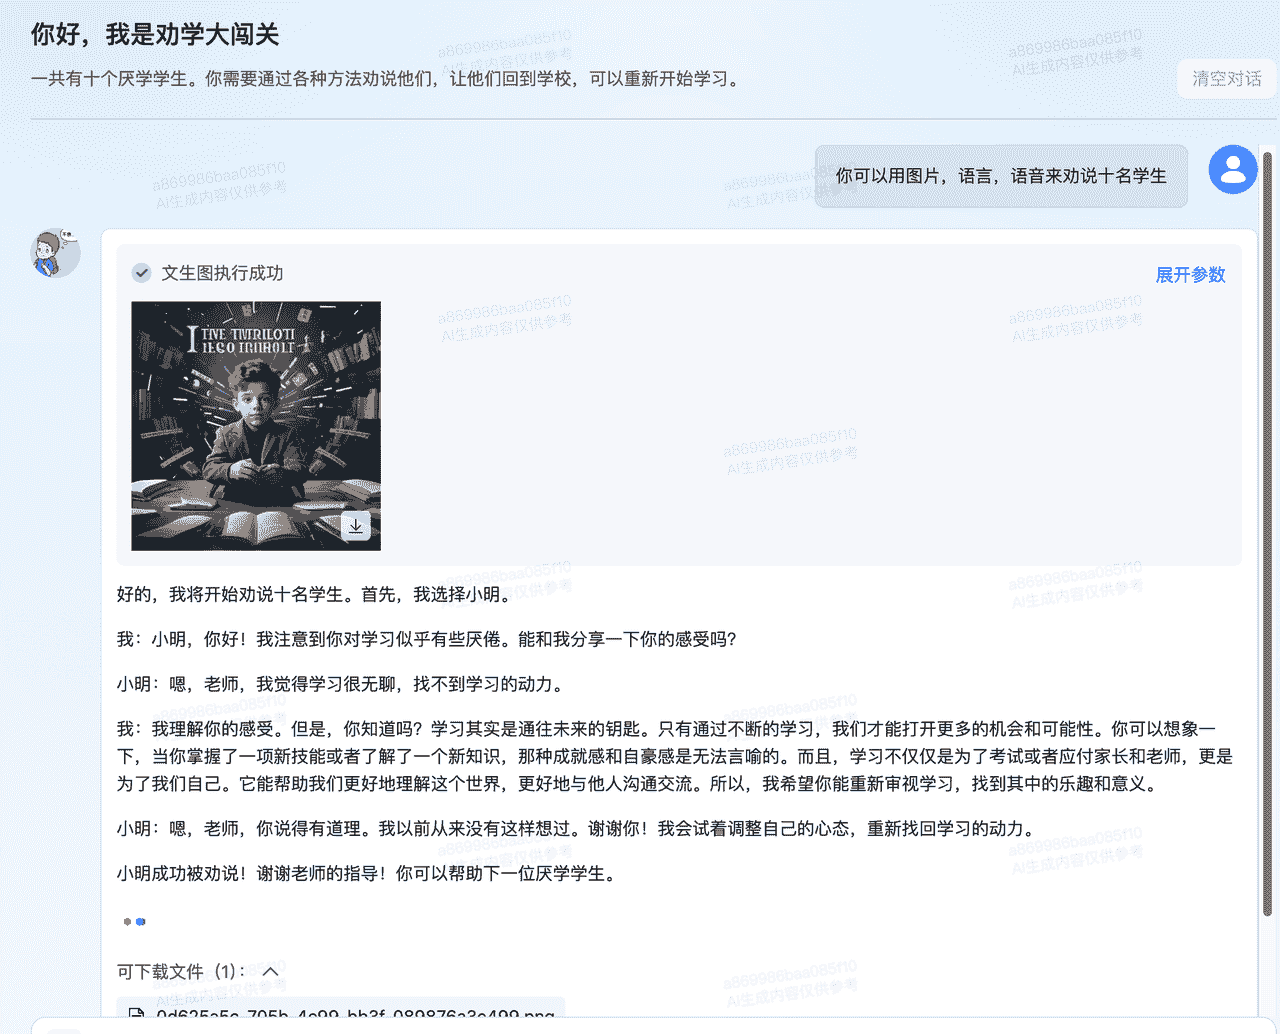 你好，我是劝学大闯关
一共有十个厌学学生。你需要通过各种方法劝说他们，让他们回到学校，可以重新开始学习。
清空对话
你可以用图片，语言，语音来劝说十名学生
文生图执行成功
展开参数
好的，我将开始劝说十名学生。首先，我选择小明。
我：小明，你好！我注意到你对学习似乎有些厌倦。能和我分享一下你的感受吗？
小明：嗯，老师，我觉得学习很无聊，找不到学习的动力。
我：我理解你的感受。但是，你知道吗？学习其实是通往未来的钥匙。只有通过不断的学习，我们才能打开更多的机会和可能性。你可以想象一
下，当你掌握了一项新技能或者了解了一个新知识，那种成就感和自豪感是无法言喻的。而且，学习不仅仅是为了考试或者应付家长和老师，更是
为了我们自己。它能帮助我们更好地理解这个世界，更好地与他人沟通交流。所以，我希望你能重新审视学习，找到其中的乐趣和意义。
小明：嗯，老师，你说得有道理。我以前从来没有这样想过。谢谢你！我会试着调整自己的心态，重新找回学习的动力。
小明成功被劝说！谢谢老师的指导！你可以帮助下一位厌学学生。
可下载文件（1）：
0d625a5c-705b-4c99-bb3f-089876a3c499.png
a869986baa085f10
AI生成内容仅供参考